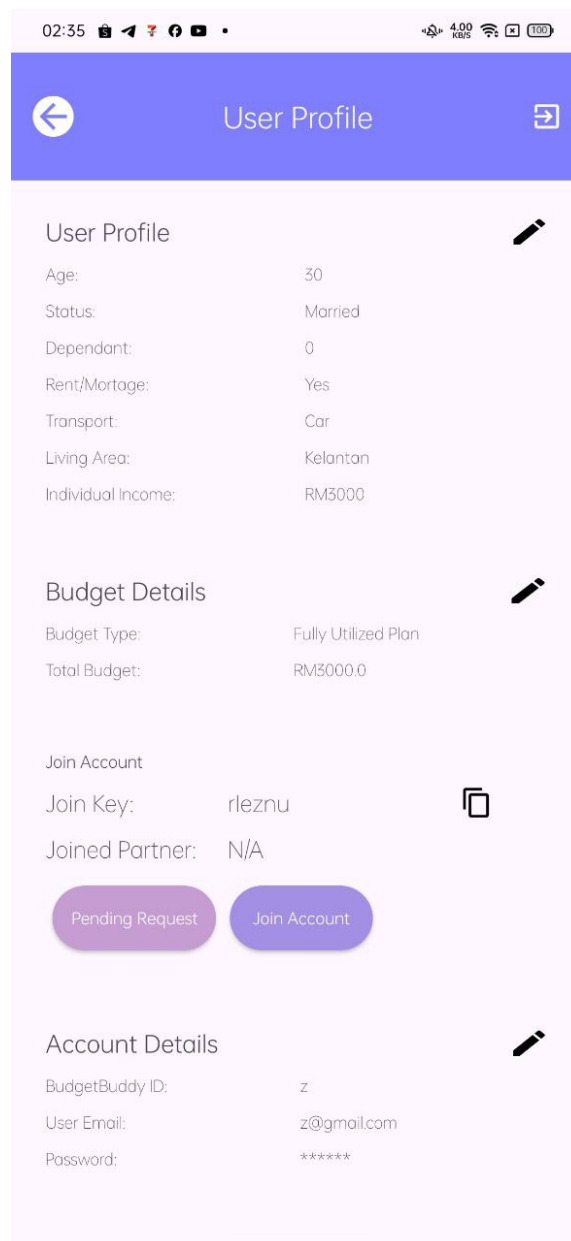 02:35 4.00 KB/S 100
User Profile
User Profile
Age: 30
Status: Married
Dependant: 0
Rent/Mortage: Yes
Transport: Car
Living Area: Kelantan
Individual Income: RM3000
Budget Details
Budget Type: Fully Utilized Plan
Total Budget: RM3000.0
Join Account
Join Key: rleznu
Joined Partner: N/A
Pending Request Join Account
Account Details
BudgetBuddy ID: z
User Email: z@gmail.com
Password: ******